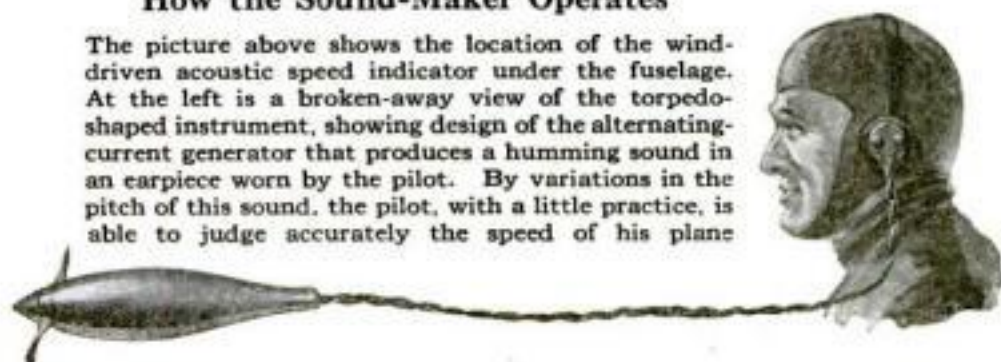 How the Sound-Maker Operates
The picture above shows the location of the wind-
driven acoustic speed indicator under the fuselage.
At the left is a broken-away view of the torpedo-
shaped instrument, showing design of the alternating-
current generator that produces a humming sound in
an earpiece worn by the pilot. By variations in the
pitch of this sound, the pilot, with a little practice, is
able to judge accurately the speed of his plane